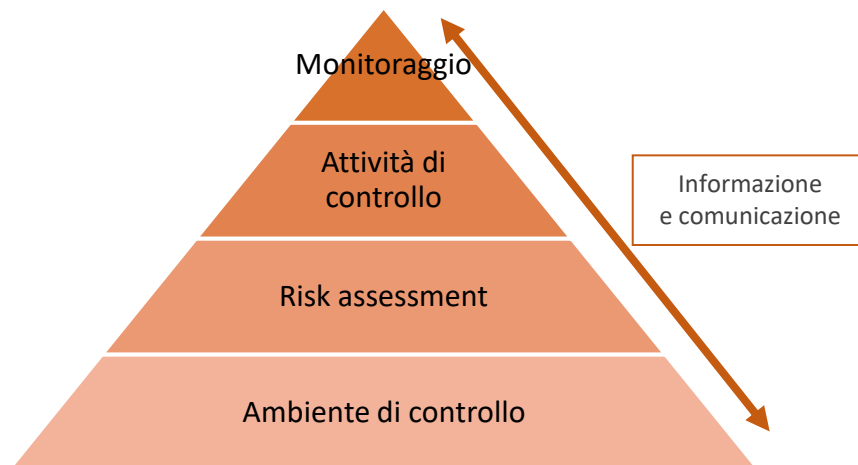 Monitoraggio
Attività di
controllo
Informazione
e comunicazione
Risk assessment
Ambiente di controllo